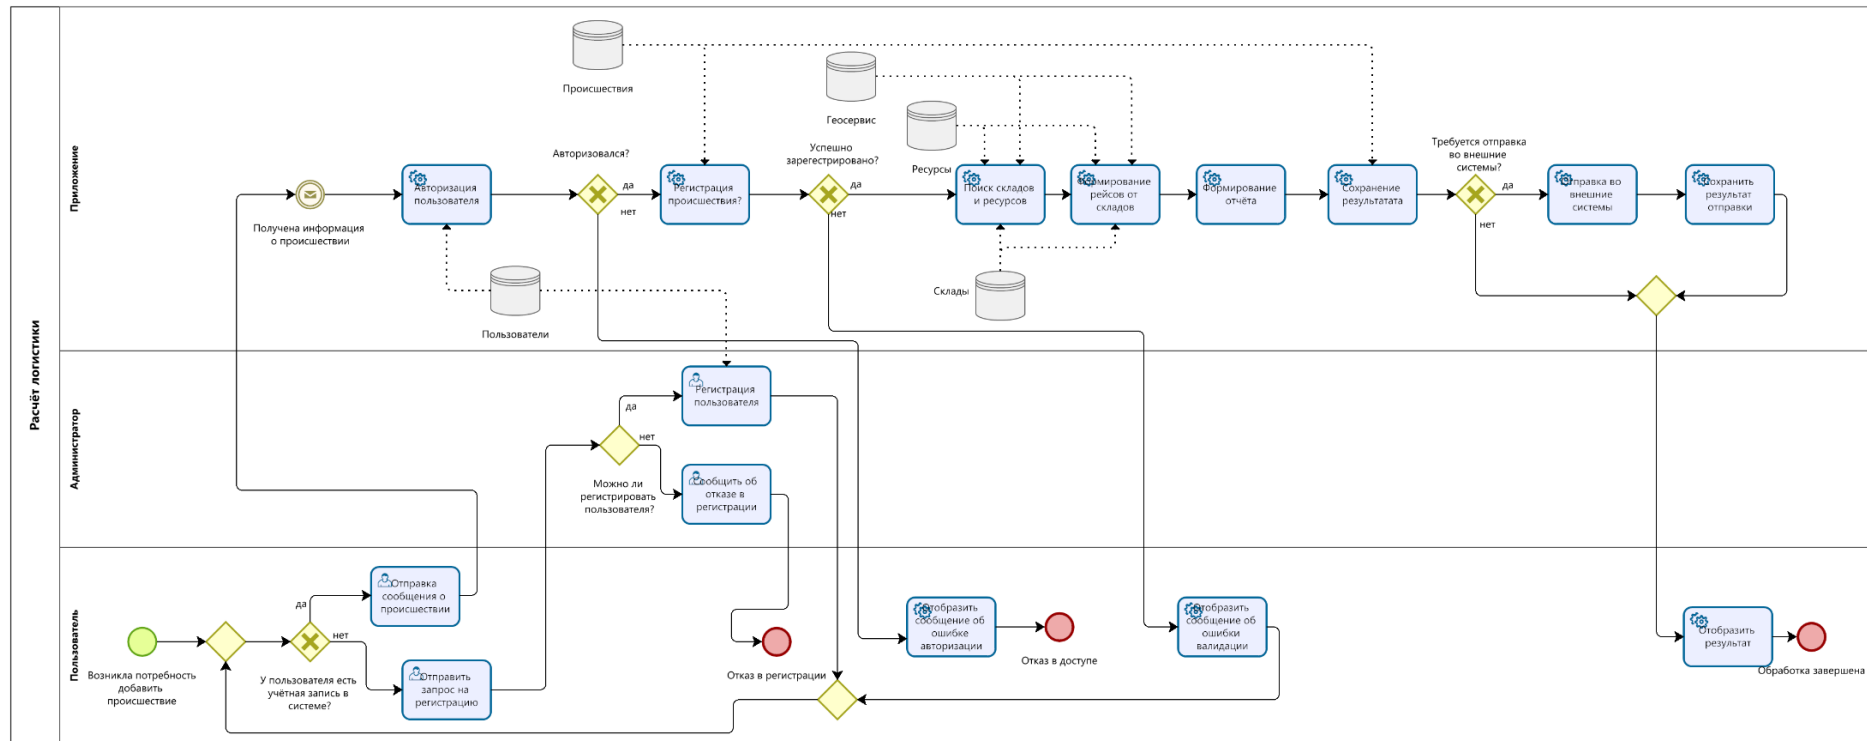 Расчёт логистики
Приложение
Происшествия
Геосервис
Ресурсы
Авторизовался?
Успешно
зарегестрировано?
Требуется отправка
во внешние
системы?
Получена информация
о происшествии
Авторизация
пользователя
да
нет
Регистрация
происшествия?
да
нет
Поиск складов
и ресурсов
Формирование
рейсов от
складов
Формирование
отчёта
Сохранение
результатата
да
нет
Отправка во
внешние
системы
Сохранить
результат
отправки
Пользователи
Склады
Администратор
Регистрация
пользователя
да
нет
Можно ли
регистрировать
пользователя?
Сообщить об
отказе в
регистрации
Пользователь
Возникла потребность
добавить
происшествие
да
нет
У пользователя есть
учётная запись в
системе?
Отправка
сообщения о
происшествии
Отправить
запрос на
регистрацию
Отказ в регистрации
Отобразить
сообщение об
ошибке
авторизации
Отказ в доступе
Отобразить
сообщение об
ошибки
валидации
Отобразить
результат
Обработка завершена